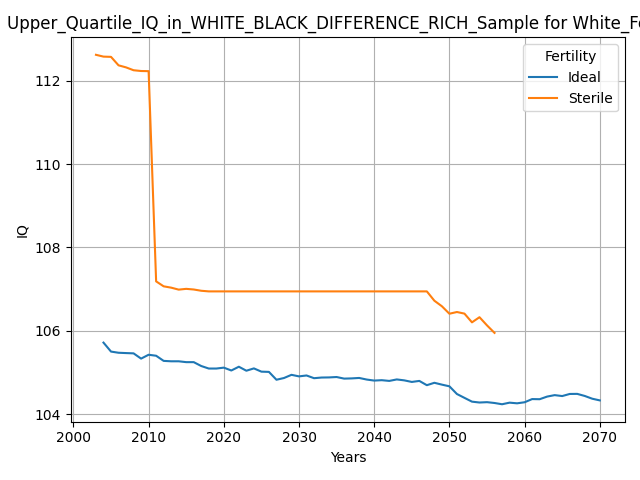 Upper_Quartile_IQ_in_WHITE_BLACK_DIFFERENCE_RICH_Sample for White_Fe
Fertility
Ideal
Sterile
112
110
108
106
104
IQ
2000 2010 2020 2030 2040 2050 2060 2070
Years